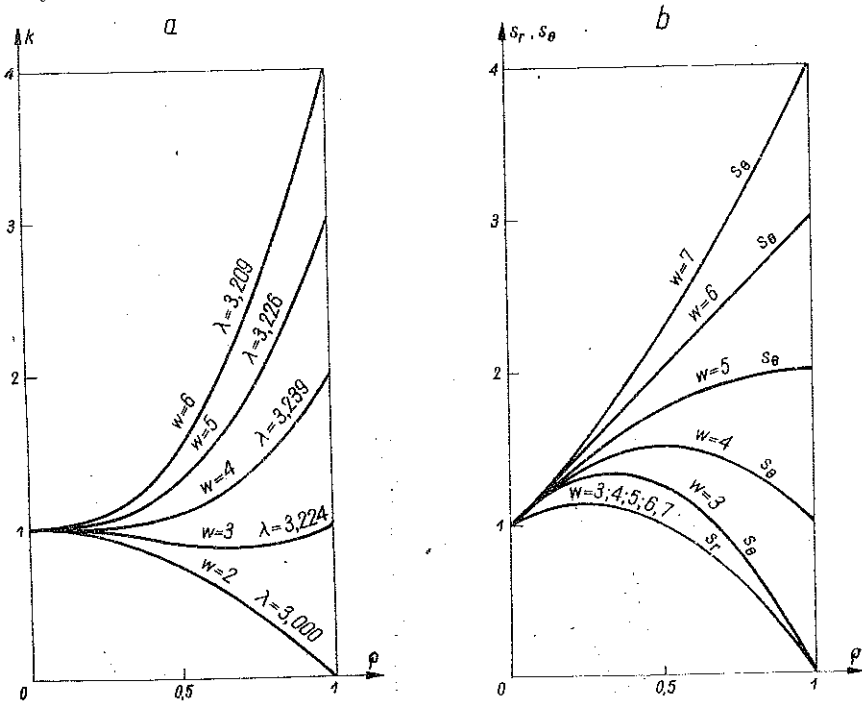 a
k
4
3
2
1
0
0,5
1
ρ
w=6
λ=3,209
w=5
λ=3,226
w=4
λ=3,239
w=3
λ=3,224
w=2
λ=3,000
b
s_r, s_θ
4
3
2
1
0
0,5
1
ρ
w=7
s_θ
w=6
s_θ
w=5
s_θ
w=4
s_θ
w=3
s_θ
w=3;4;5;6,7
s_r